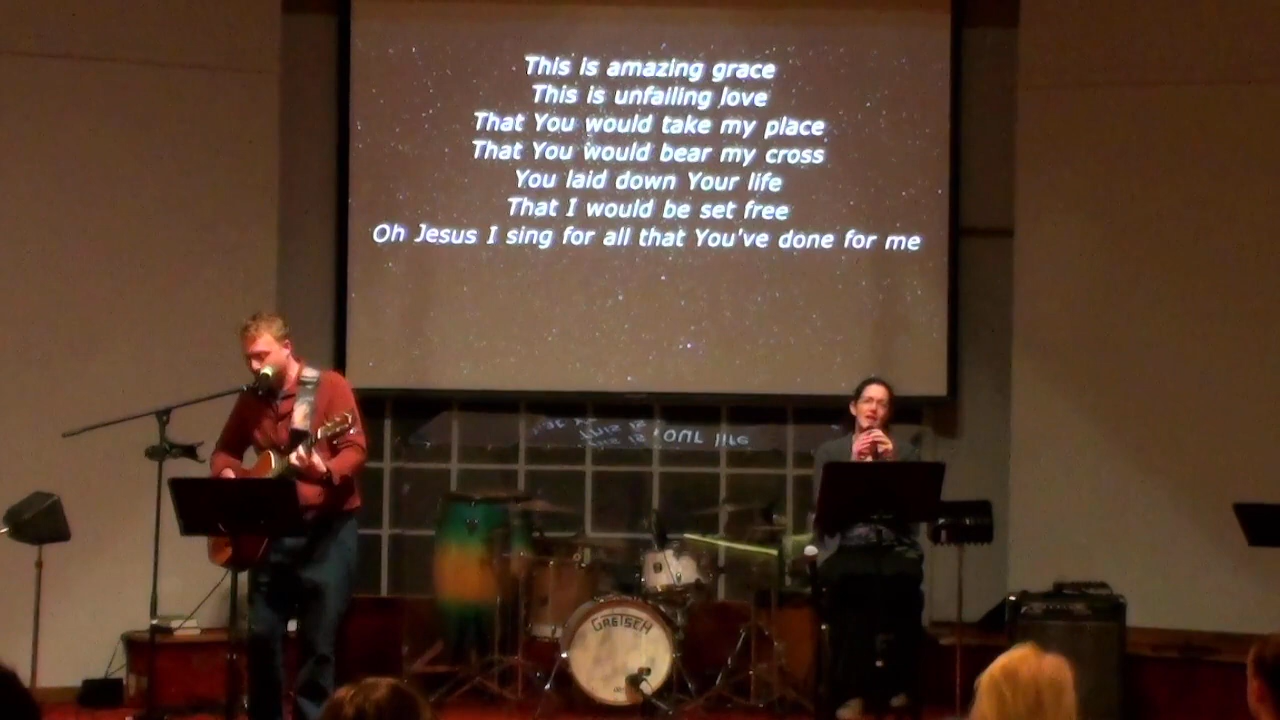 This is amazing grace
This is unfailing love
That You would take my place
That You would bear my cross
You laid down Your life
That I would be set free
Oh Jesus I sing for all that You've done for me
GRETSCH